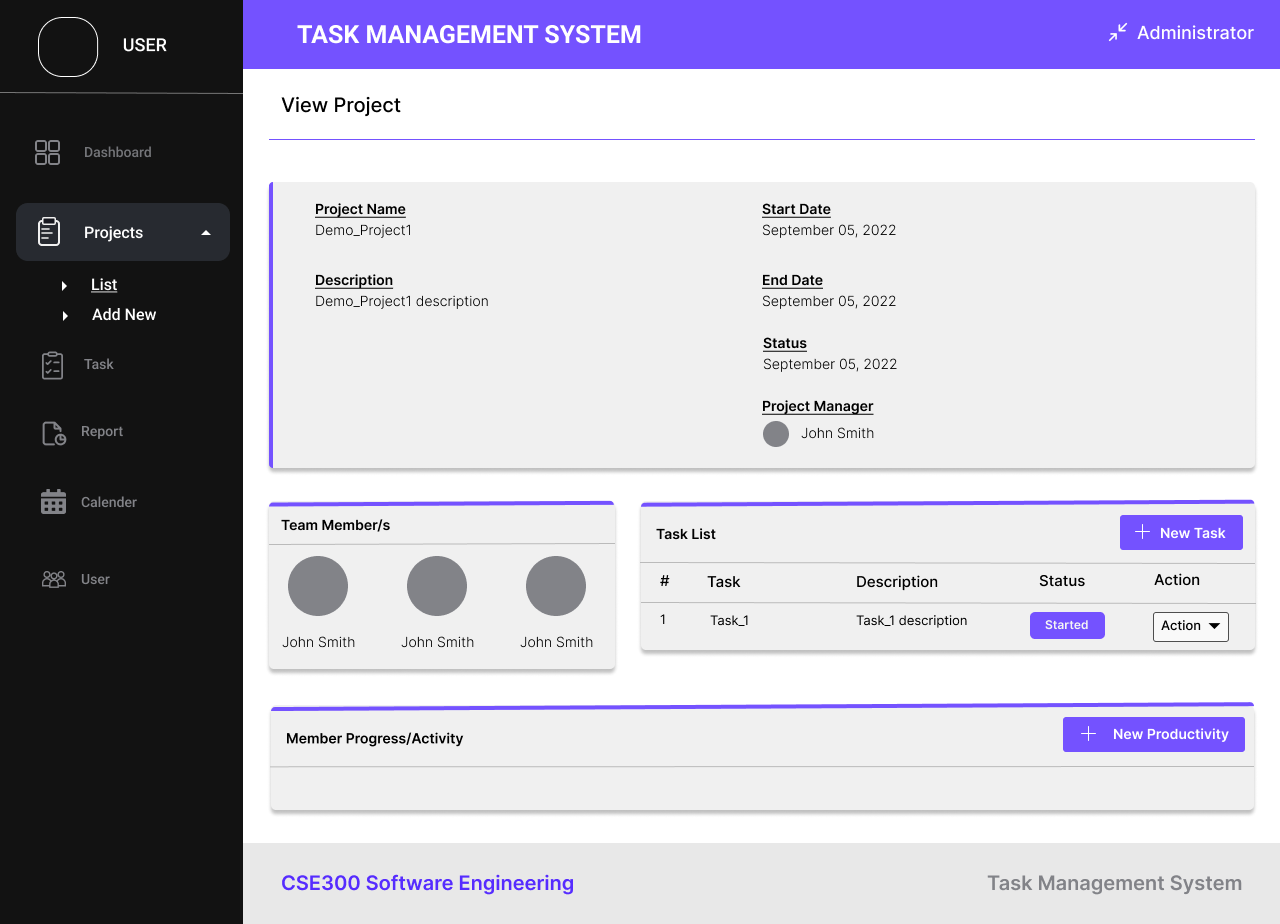 USER
TASK MANAGEMENT SYSTEM
Administrator
Dashboard
Projects
List
Add New
Task
Report
Calender
User
View Project
Project Name
Demo_Project1
Description
Demo_Project1 description
Start Date
September 05, 2022
End Date
September 05, 2022
Status
September 05, 2022
Project Manager
John Smith
Team Member/s
John Smith John Smith John Smith
Task List
New Task
# Task Description Status Action
1 Task_1 Task_1 description Started Action
Member Progress/Activity
New Productivity
CSE300 Software Engineering
Task Management System